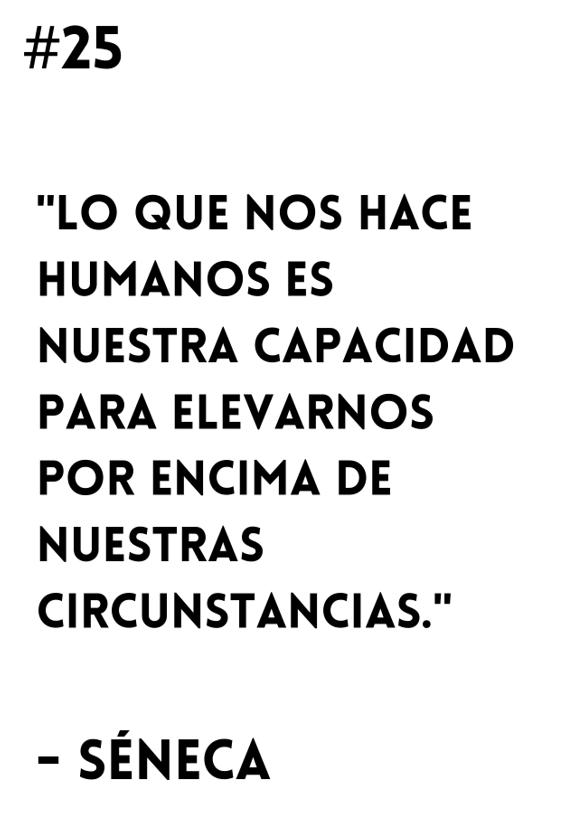 #25
"LO QUE NOS HACE
HUMANOS ES
NUESTRA CAPACIDAD
PARA ELEVARNOS
POR ENCIMA DE
NUESTRAS
CIRCUNSTANCIAS."
- SÉNECA